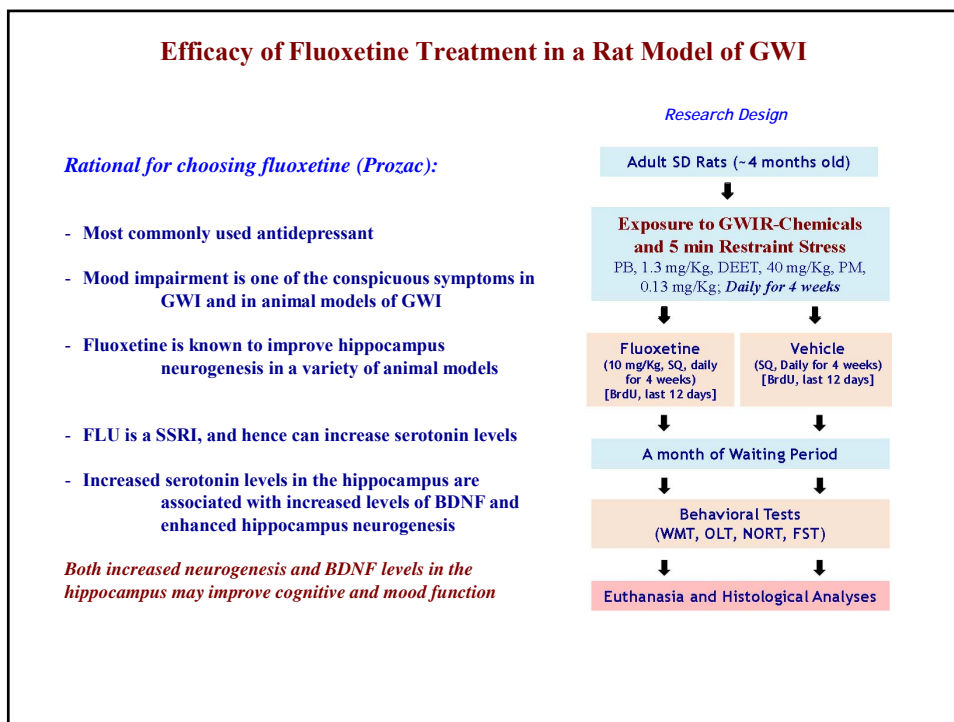 Efficacy of Fluoxetine Treatment in a Rat Model of GWI
Rational for choosing fluoxetine (Prozac):
- Most commonly used antidepressant
- Mood impairment is one of the conspicuous symptoms in
GWI and in animal models of GWI
- Fluoxetine is known to improve hippocampus
neurogenesis in a variety of animal models
- FLU is a SSRI, and hence can increase serotonin levels
- Increased serotonin levels in the hippocampus are
associated with increased levels of BDNF and
enhanced hippocampus neurogenesis
Both increased neurogenesis and BDNF levels in the
hippocampus may improve cognitive and mood function
Research Design
Adult SD Rats (~4 months old)
Exposure to GWIR-Chemicals
and 5 min Restraint Stress
PB, 1.3 mg/Kg, DEET, 40 mg/Kg, PM,
0.13 mg/Kg; Daily for 4 weeks
Fluoxetine
(10 mg/Kg, SQ, daily
for 4 weeks)
[BrdU, last 12 days]
Vehicle
(SQ, Daily for 4 weeks)
[BrdU, last 12 days]
A month of Waiting Period
Behavioral Tests
(WMT, OLT, NORT, FST)
Euthanasia and Histological Analyses